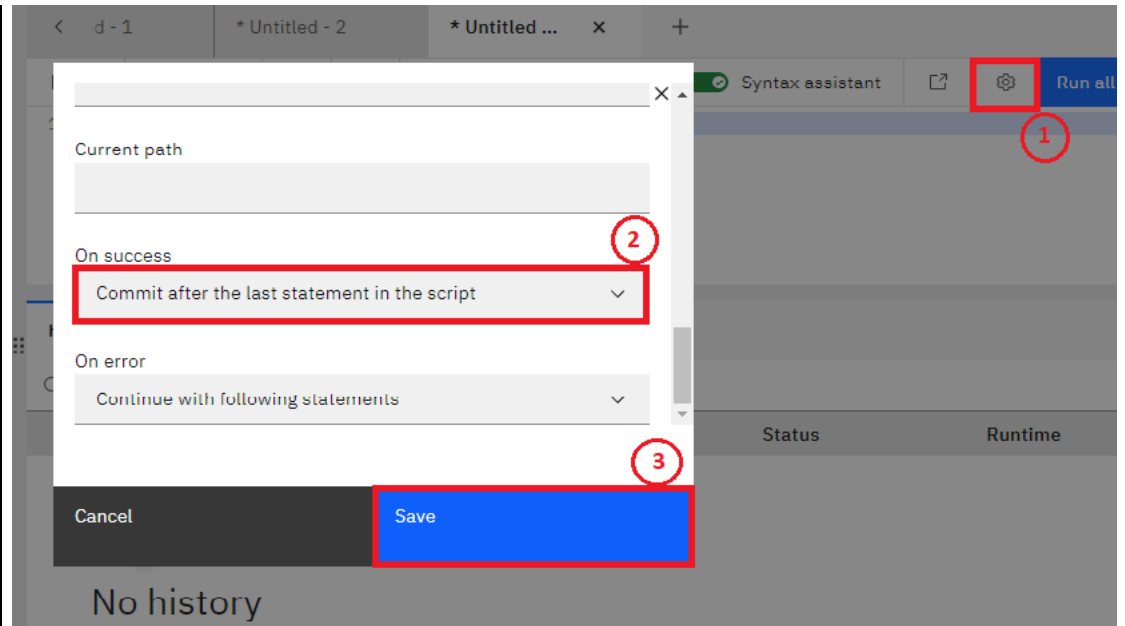 d - 1
* Untitled - 2
* Untitled ...
Syntax assistant
Run all
1
1
Current path
2
On success
Commit after the last statement in the script
On error
Continue with following statements
Status
Runtime
3
Cancel
Save
No history